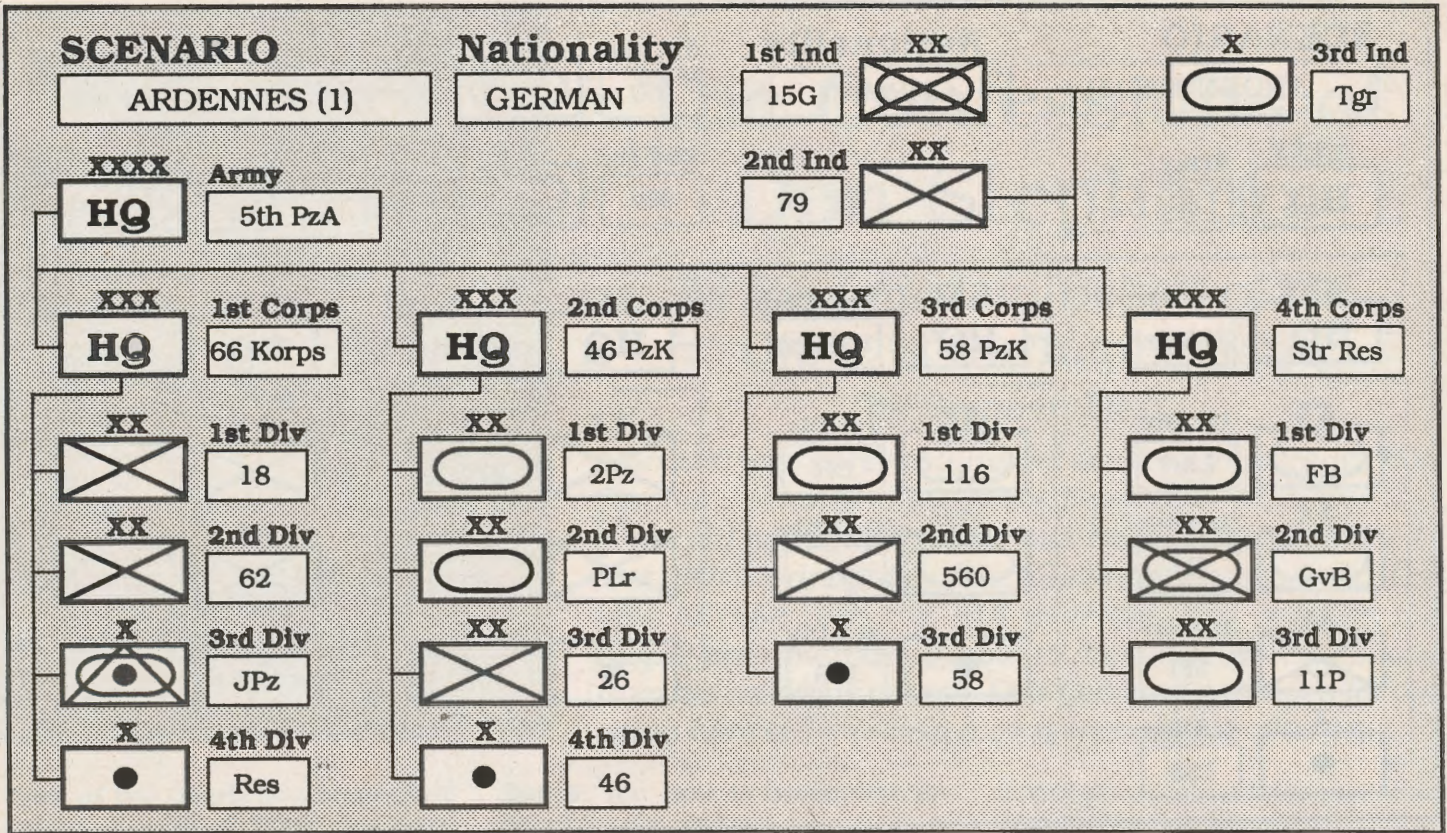 SCENARIO
ARDENNES (1)
Nationality
GERMAN
1st Ind
15G
XX
X
3rd Ind
Tgr
2nd Ind
79
XX
XXXX
HQ
Army
5th PzA
XXX
HQ
1st Corps
66 Korps
XXX
HQ
2nd Corps
46 PzK
XXX
HQ
3rd Corps
58 PzK
XXX
HQ
4th Corps
Str Res
XX
1st Div
18
XX
1st Div
2Pz
XX
1st Div
116
XX
1st Div
FB
XX
2nd Div
62
XX
2nd Div
PLr
XX
2nd Div
560
XX
2nd Div
GvB
X
3rd Div
JPz
XX
3rd Div
26
X
3rd Div
58
XX
3rd Div
11P
X
4th Div
Res
X
4th Div
46